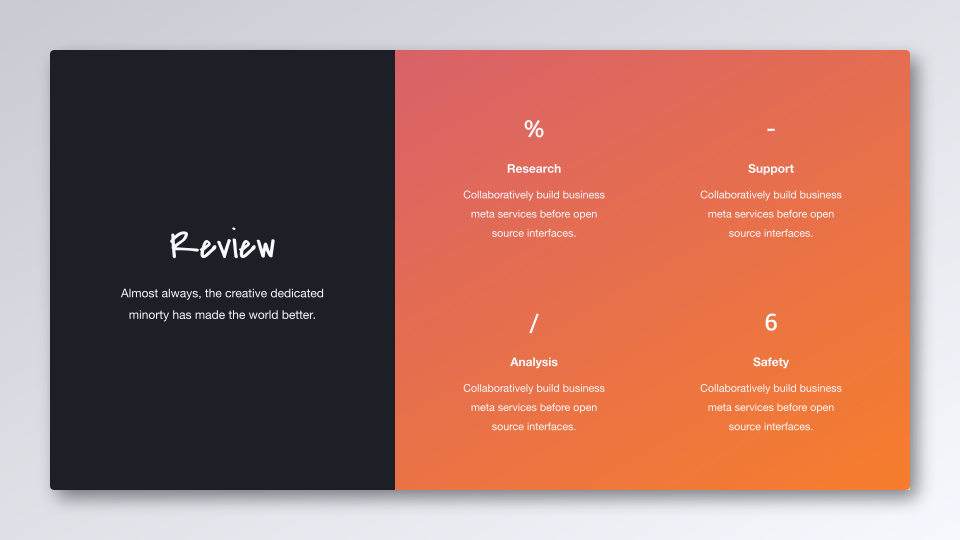 Review
Almost always, the creative dedicated
minorty has made the world better.
%
Research
Collaboratively build business
meta services before open
source interfaces.
-
Support
Collaboratively build business
meta services before open
source interfaces.
/
Analysis
Collaboratively build business
meta services before open
source interfaces.
6
Safety
Collaboratively build business
meta services before open
source interfaces.